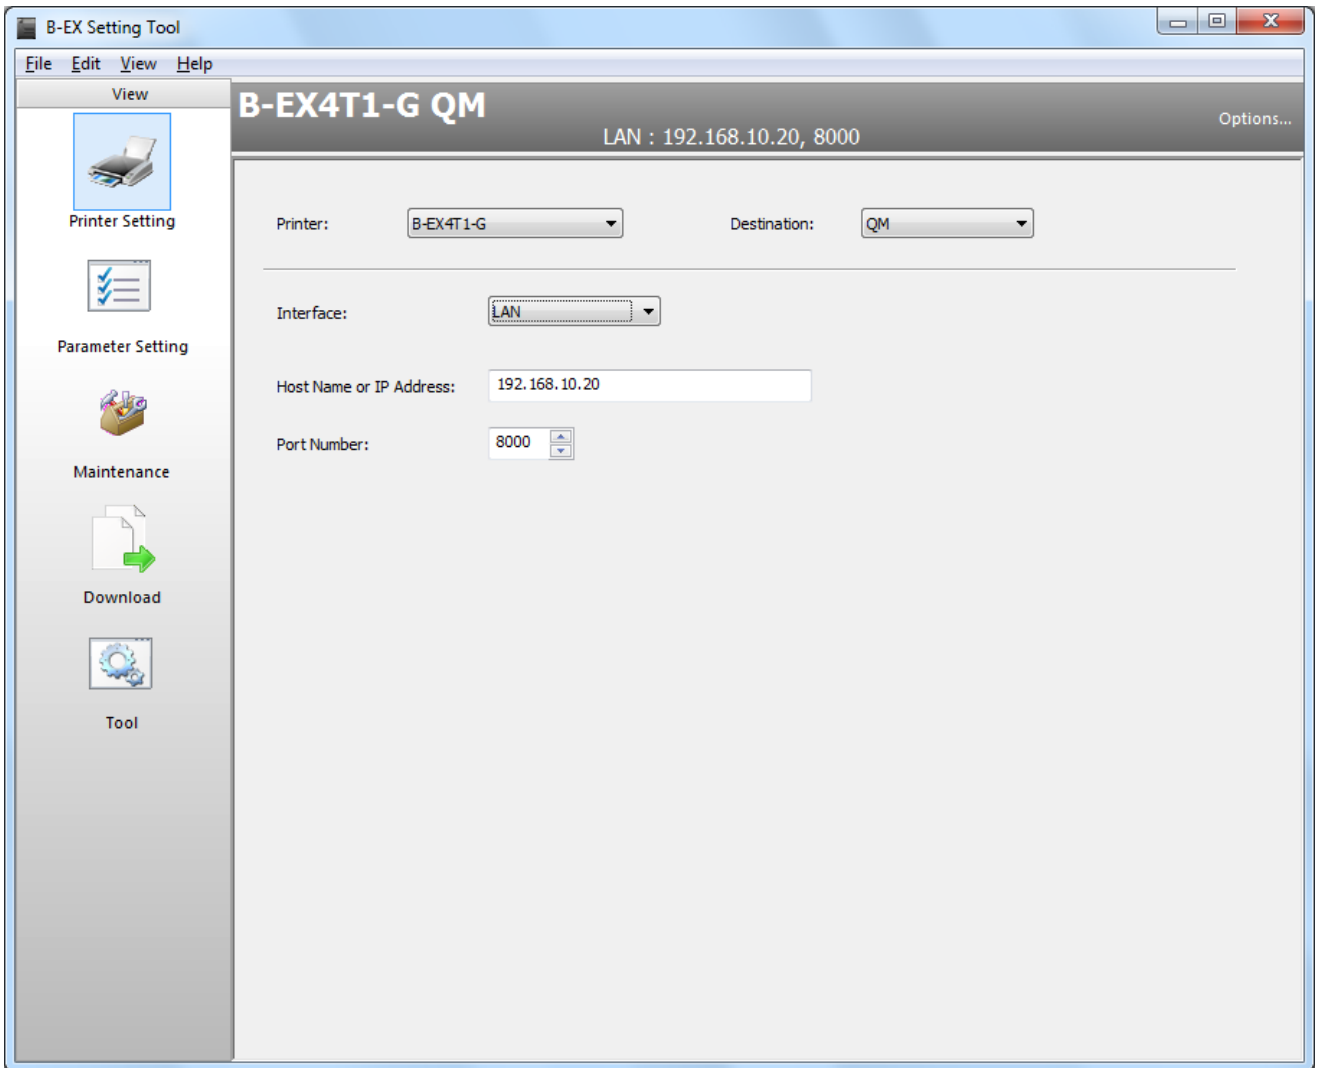 B-EX Setting Tool
File Edit View Help
View
Printer Setting
Parameter Setting
Maintenance
Download
Tool
B-EX4T1-G QM
LAN : 192.168.10.20, 8000
Options...
Printer: B-EX4T1-G Destination: QM
Interface: LAN
Host Name or IP Address: 192.168.10.20
Port Number: 8000